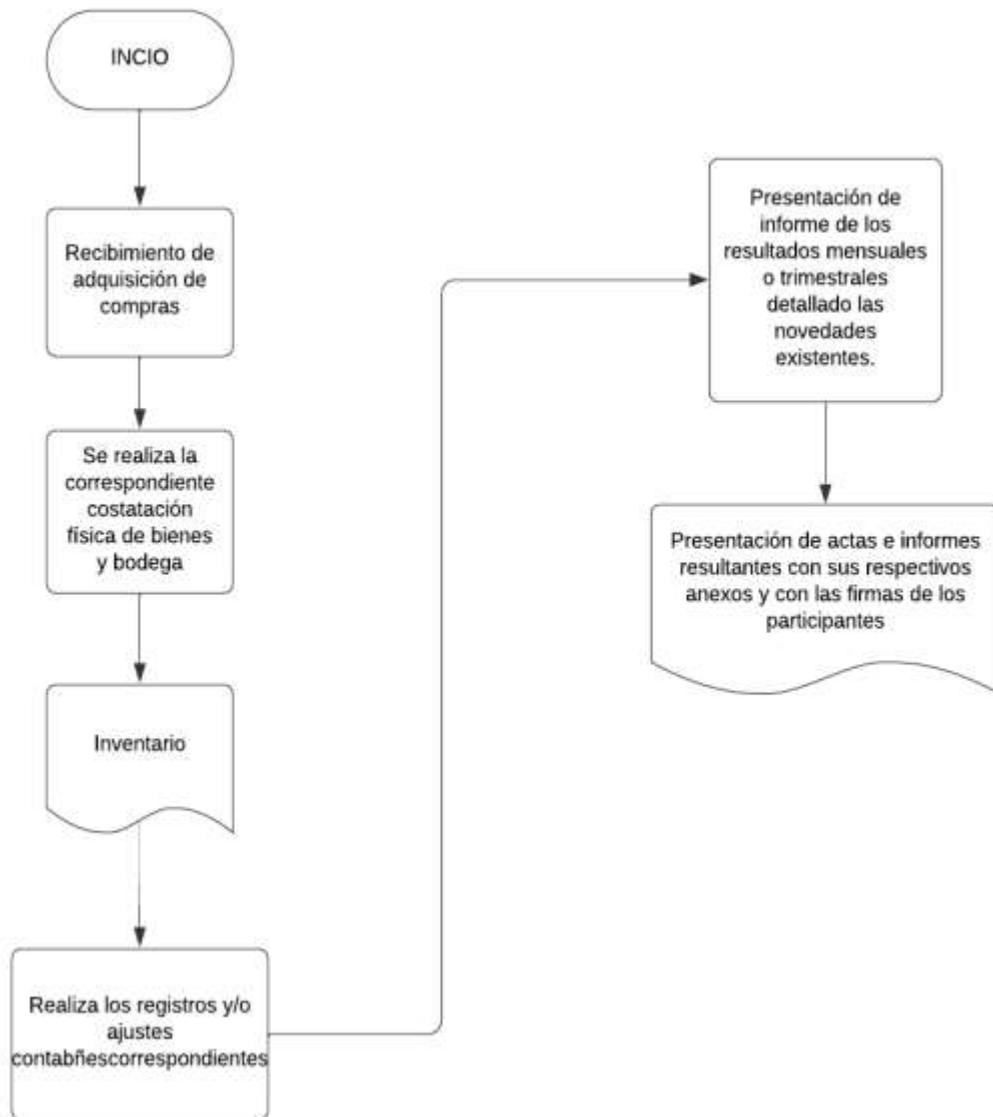 INCIO
Recibimiento de
adquisición de
compras
Se realiza la
correspondiente
costatación
física de bienes
y bodega
Inventario
Realiza los registros y/o
ajustes
contabñescorrespondientes
Presentación de
informe de los
resultados mensuales
o trimestrales
detallado las
novedades
existentes.
Presentación de actas e informes
resultantes con sus respectivos
anexos y con las firmas de los
participantes